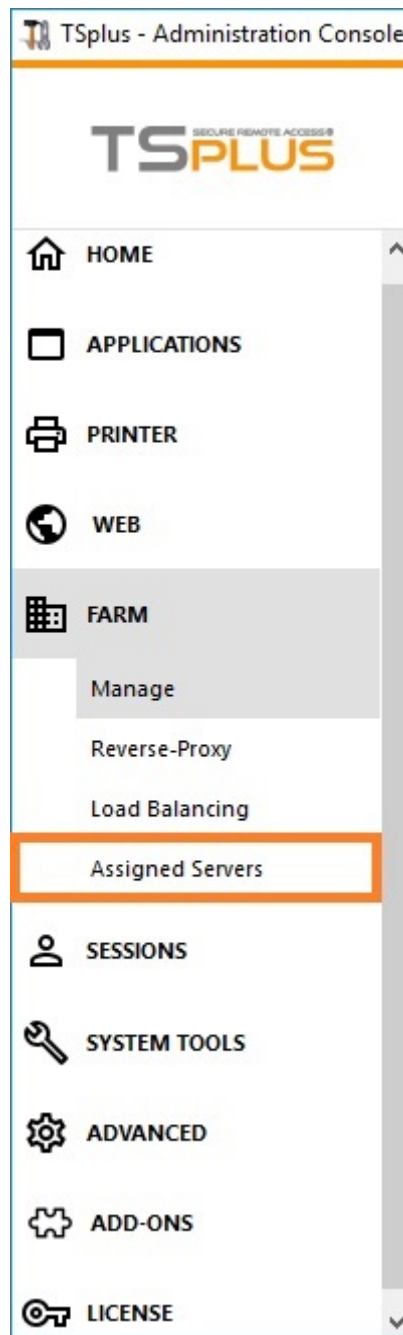 TSplus - Administration Console
SECURE REMOTE ACCESS®
TSPLUS
HOME
APPLICATIONS
PRINTER
WEB
FARM
Manage
Reverse-Proxy
Load Balancing
Assigned Servers
SESSIONS
SYSTEM TOOLS
ADVANCED
ADD-ONS
LICENSE